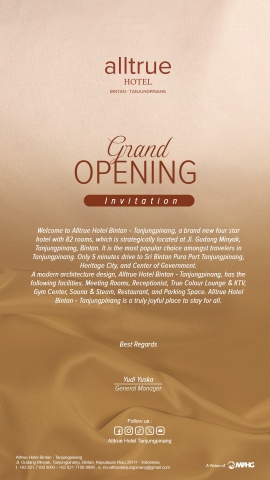 alltrue
HOTEL
BINTAN - TANJUNGPINANG
Grand
OPENING
Invitation
Welcome to Alltrue Hotel Bintan - Tanjungpinang, a brand new four star
hotel with 82 rooms, which is strategically located at Jl. Gudang Minyak,
Tanjungpinang, Bintan. It is the most popular choice amongst travelers in
Tanjungpinang. Only 5 minutes drive to Sri Bintan Pura Port Tanjungpinang,
Heritage City, and Center of Government.
A modern architecture design, Alltrue Hotel Bintan - Tanjungpinang, has the
following facilities: Meeting Rooms, Receptionist, True Colour Lounge & KTV,
Gym Center, Sauna & Steam, Restaurant, and Parking Space. Alltrue Hotel
Bintan - Tanjungpinang is a truly joyful place to stay for all.
Best Regards
Yudi Yuska
General Manager
Follow us :
Alltrue Hotel Tanjungpinang
Alltrue Hotel Bintan - Tanjungpinang
Jl. Gudang Minyak, Tanjungpinang, Bintan, Kepulauan Riau 29111 - Indonesia
MPHG